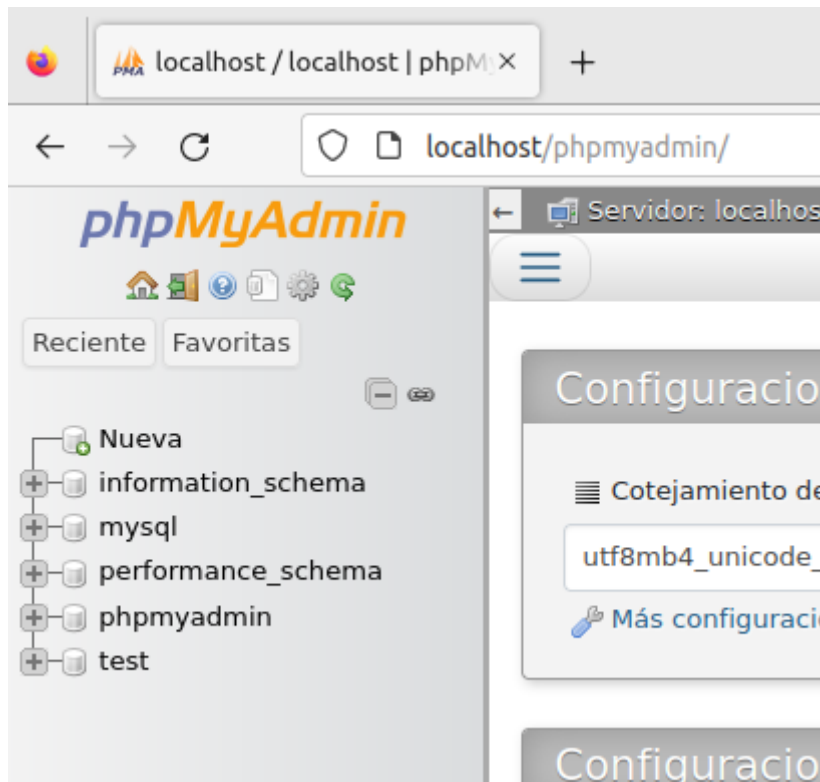 localhost / localhost | phpM
localhost/phpmyadmin/
phpMyAdmin
Servidor: localhos
Reciente Favoritas
Configuracio
Nueva
information_schema
mysql
performance_schema
phpmyadmin
test
Cotejamiento de
utf8mb4_unicode_
Más configuraci
Configuracio